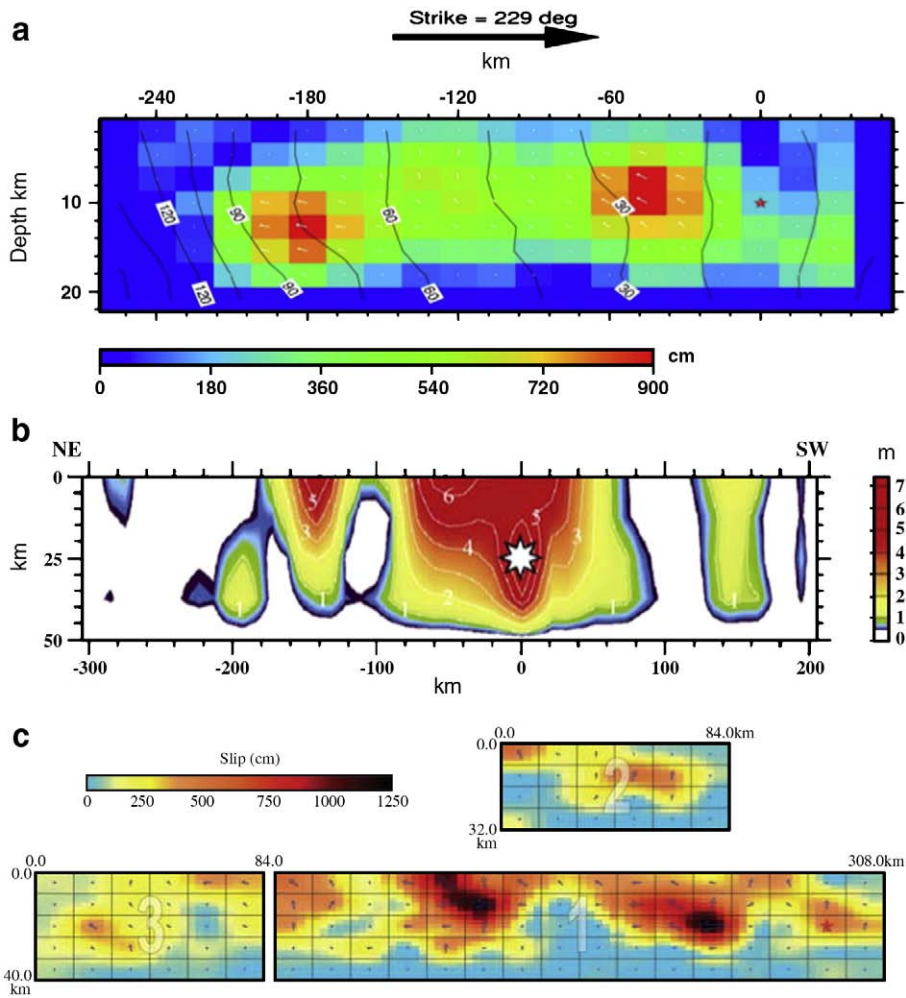 a
Strike = 229 deg
km
-240 -180 -120 -60 0
Depth km
10
20
120 90 60 30
120 90 60 30
cm
0 180 360 540 720 900
b
NE SW
m
0
25
50
km
5 6 5
3 4 3
1 1 1 2 1 1
7
6
5
4
3
2
1
0
-300 -200 -100 0 100 200
km
c
Slip (cm)
0 250 500 750 1000 1250
0.0 84.0km
0.0
2
32.0
km
0.0 84.0 308.0km
0.0
3 1
40.0
km